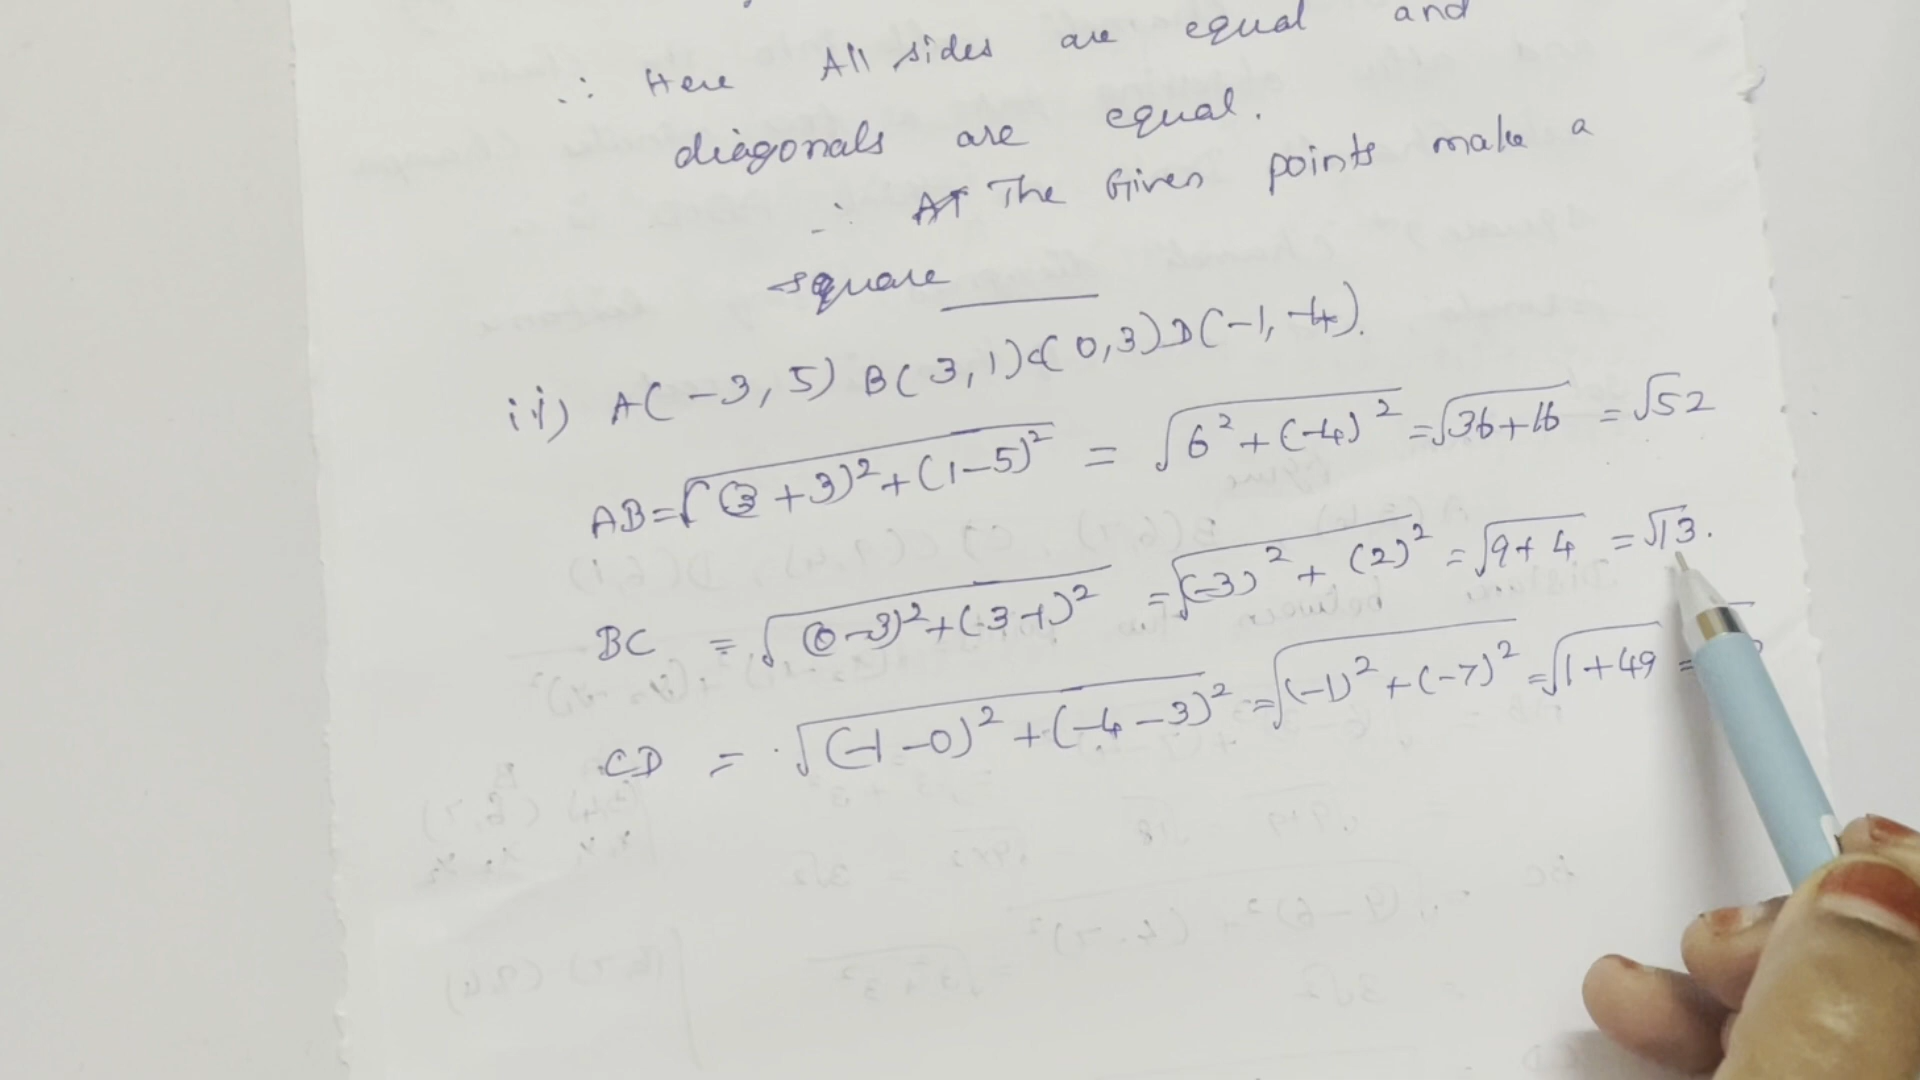 ∴ Here All sides are equal and
diagonals are equal.
∴ The Given points make a
square
ii) A(-3, 5) B(3, 1) C(0, 3) D(-1, -4).
AB = √(3+3)²+(1-5)² = √6²+(-4)² = √36+16 = √52
BC = √(0-3)²+(3-1)² = √(-3)²+(2)² = √9+4 = √13.
CD = √(-1-0)²+(-4-3)² = √(-1)²+(-7)² = √1+49 =